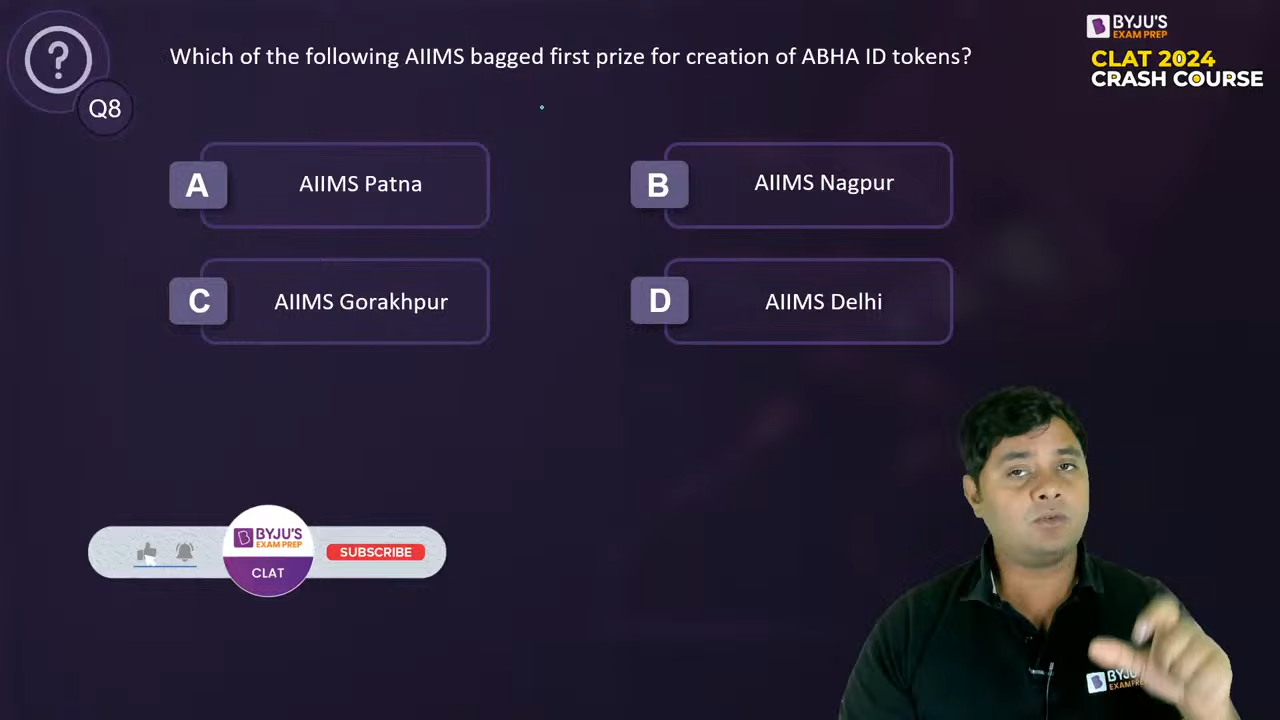 Which of the following AIIMS bagged first prize for creation of ABHA ID tokens?
BYJU'S
EXAM PREP
CLAT 2024
CRASH COURSE
?
Q8
A
AIIMS Patna
B
AIIMS Nagpur
C
AIIMS Gorakhpur
D
AIIMS Delhi
BYJU'S
EXAM PREP
CLAT
SUBSCRIBE